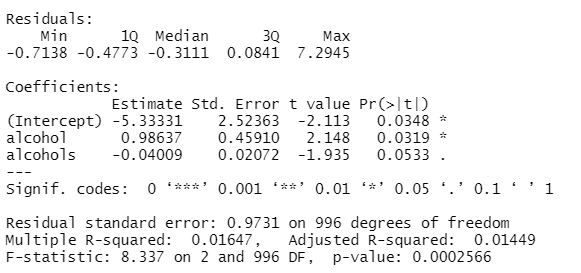 Residuals:
    Min      1Q  Median      3Q     Max
-0.7138 -0.4773 -0.3111  0.0841  7.2945

Coefficients:
            Estimate Std. Error t value Pr(>|t|)
(Intercept) -5.33331    2.52363  -2.113   0.0348 *
alcohol      0.98637    0.45910   2.148   0.0319 *
alcohols    -0.04009    0.02072  -1.935   0.0533 .
---
Signif. codes:  0 ‘***’ 0.001 ‘**’ 0.01 ‘*’ 0.05 ‘.’ 0.1 ‘ ’ 1

Residual standard error: 0.9731 on 996 degrees of freedom
Multiple R-squared:  0.01647,	Adjusted R-squared:  0.01449
F-statistic: 8.337 on 2 and 996 DF,  p-value: 0.0002566